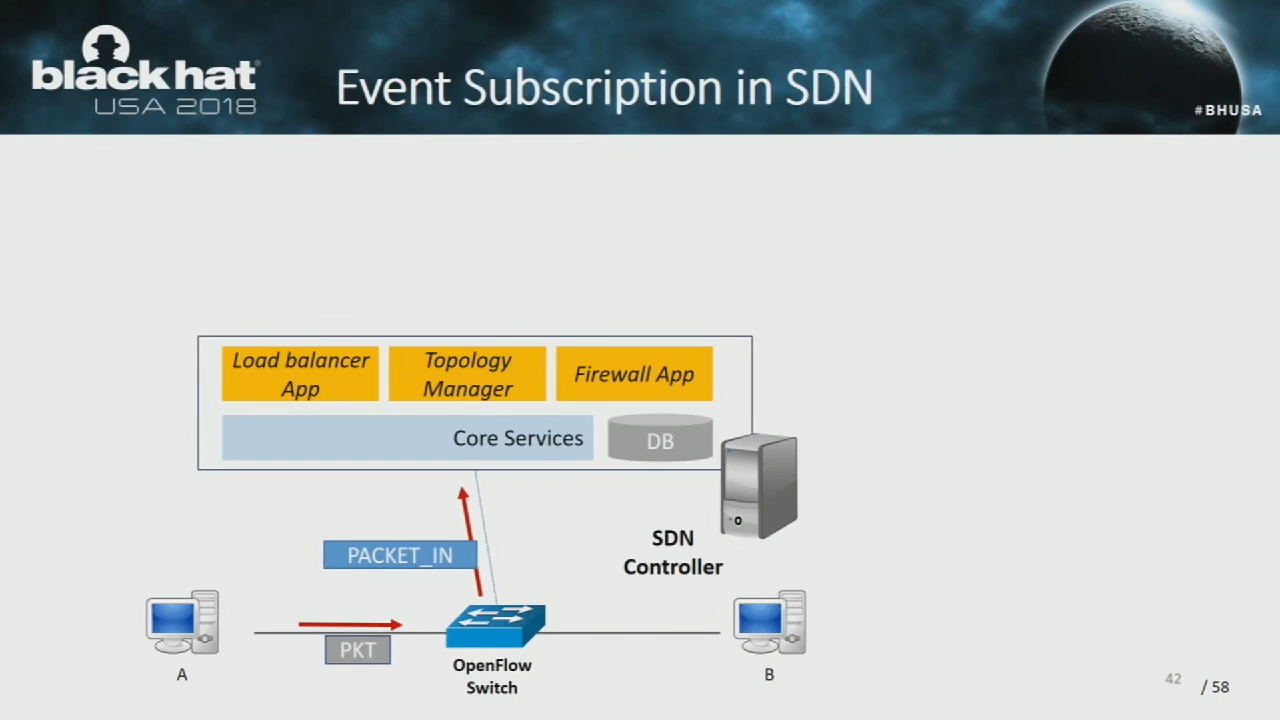 black hat
USA 2018
Event Subscription in SDN
#BHUSA
Load balancer
App
Topology
Manager
Firewall App
Core Services
DB
PACKET_IN
SDN
Controller
PKT
A
OpenFlow
Switch
B
42
/ 58